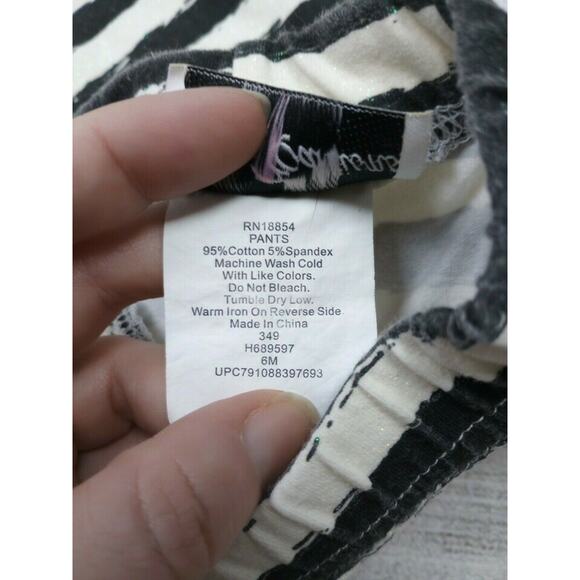 RN18854
PANTS
95%Cotton 5%Spandex
Machine Wash Cold
With Like Colors.
Do Not Bleach.
Tumble Dry Low.
Warm Iron On Reverse Side
Made In China
349
H689597
6M
UPC791088397693